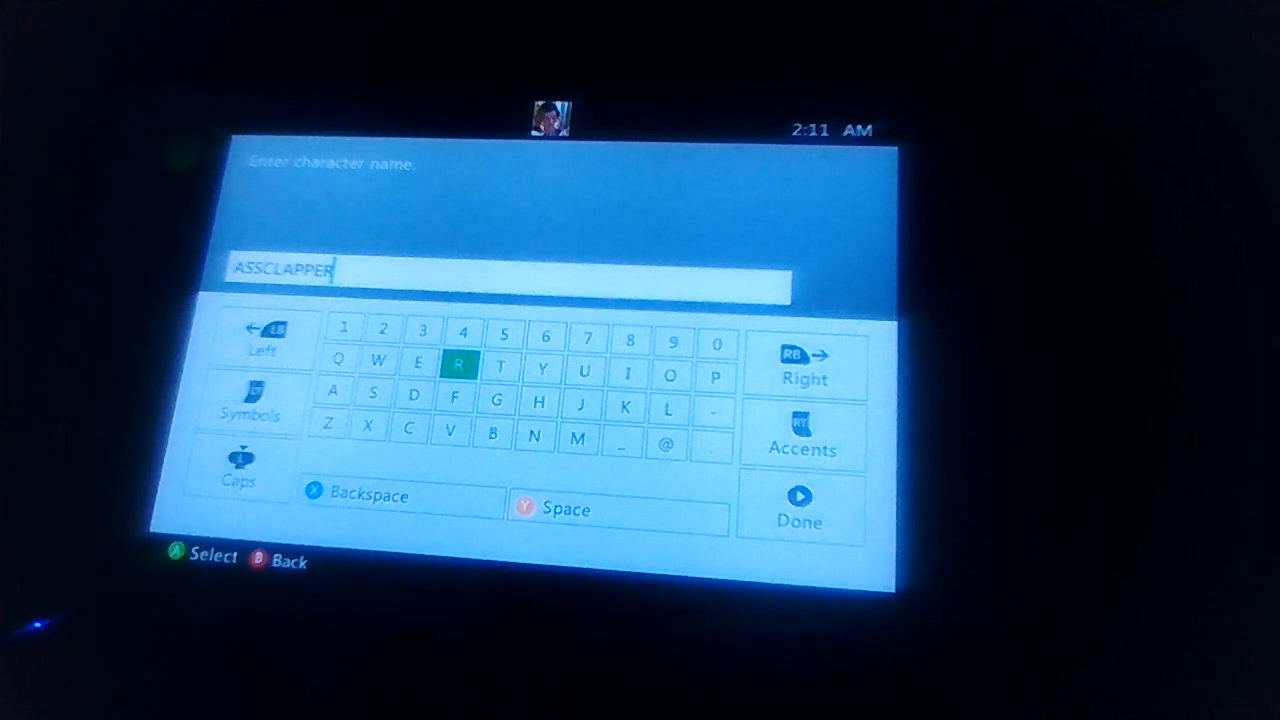 2:11 AM
Enter character name.
ASSCLAPPER
LB
Left
1 2 3 4 5 6 7 8 9 0
Q W E R T Y U I O P
RB
Right
A S D F G H J K L -
Symbols
Z X C V B N M _ @ .
RT
Accents
L
Caps
X Backspace
Y Space
Done
A Select B Back